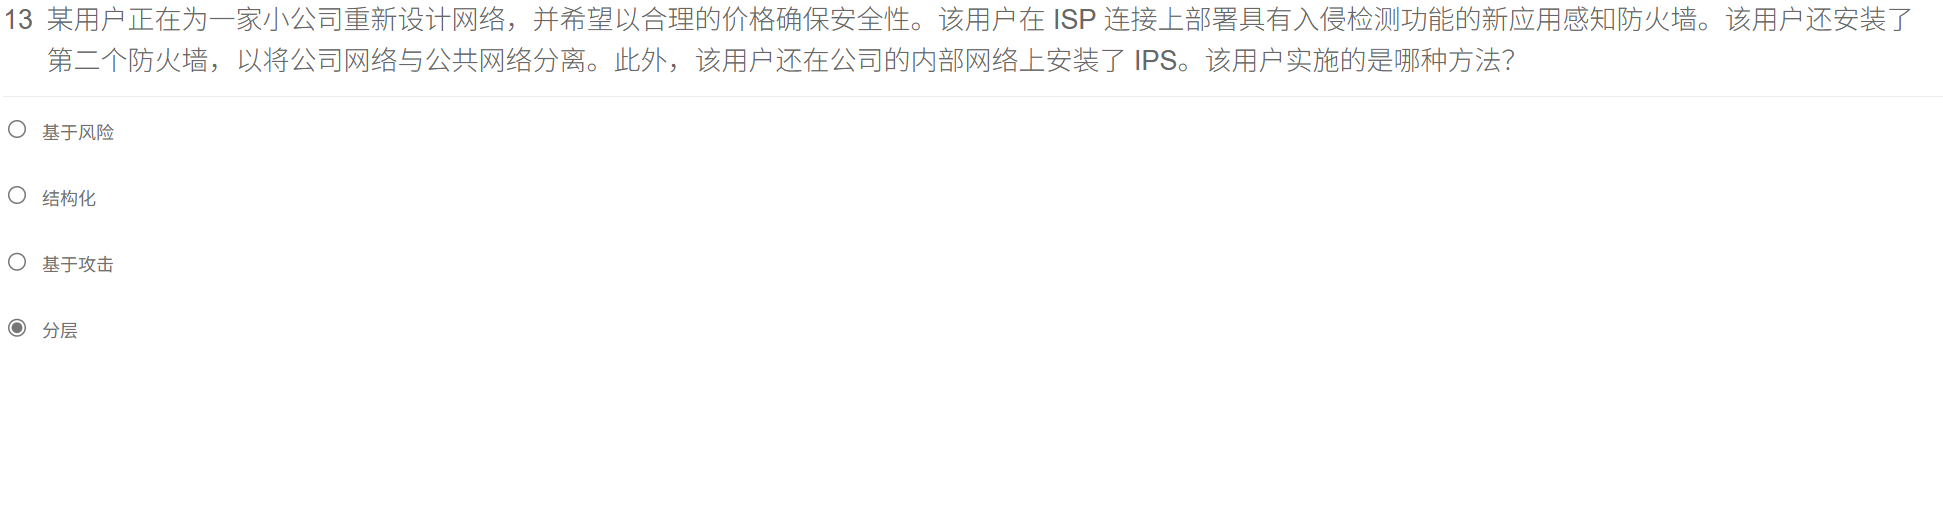 13 某用户正在为一家小公司重新设计网络，并希望以合理的价格确保安全性。该用户在 ISP 连接上部署具有入侵检测功能的新应用感知防火墙。该用户还安装了
第二个防火墙，以将公司网络与公共网络分离。此外，该用户还在公司的内部网络上安装了 IPS。该用户实施的是哪种方法？
基于风险
结构化
基于攻击
分层